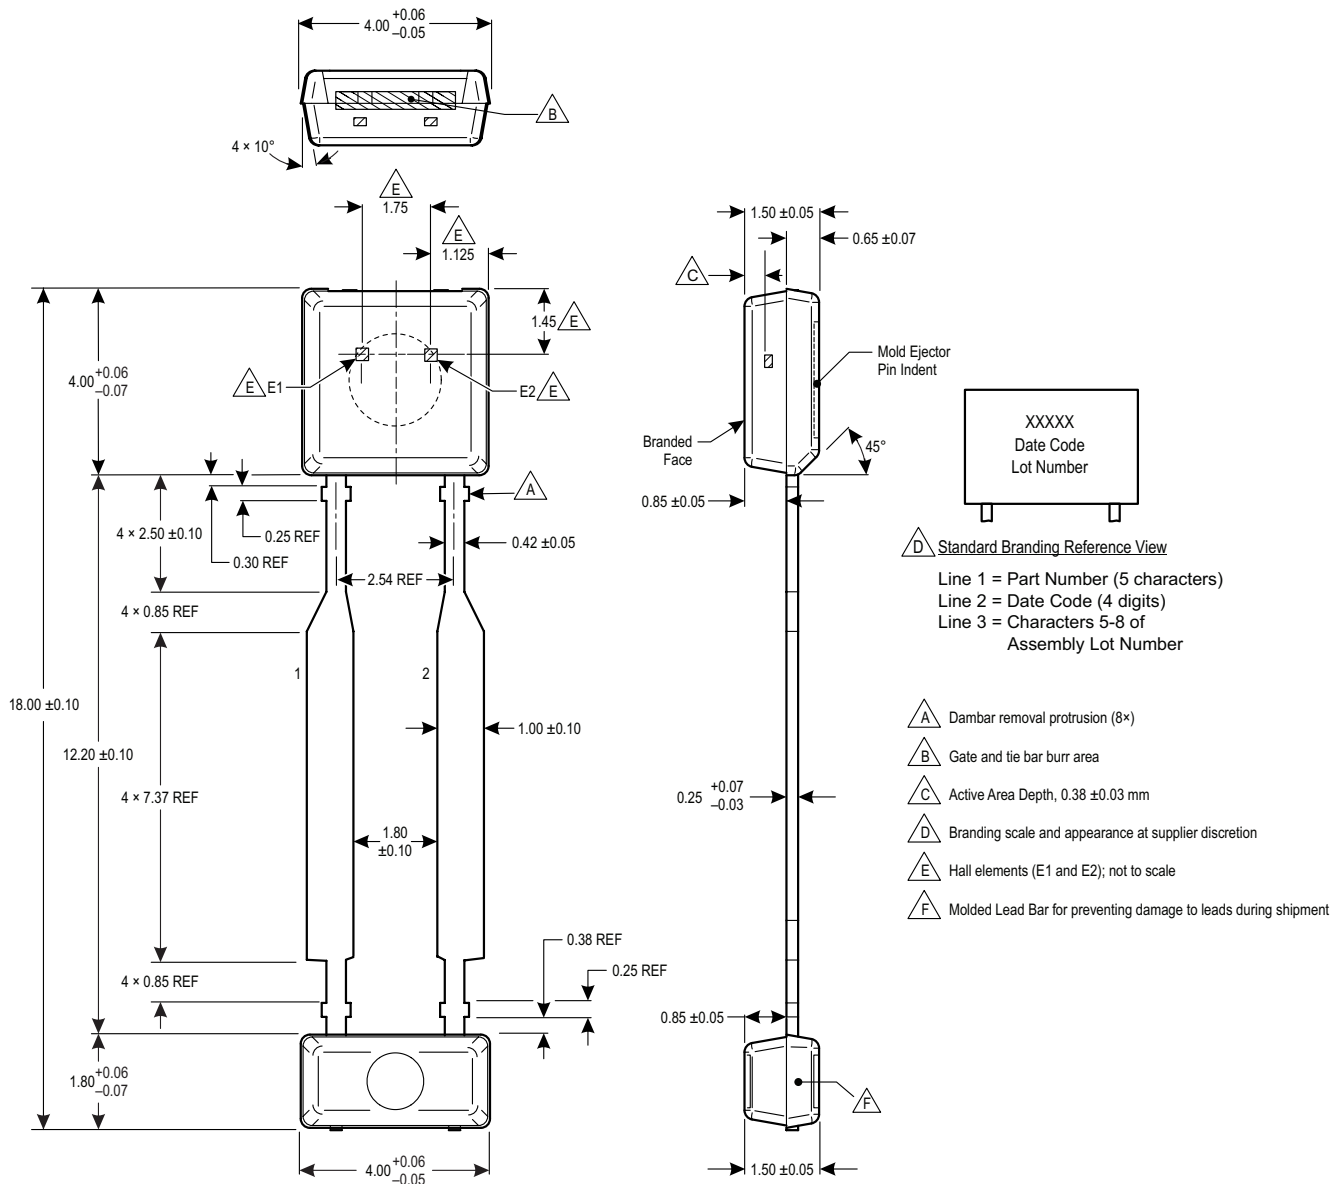 4.00 +0.06 –0.05
B
4 × 10°
E
1.75
E
1.125
1.50 ±0.05
0.65 ±0.07
C
1.45 E
4.00 +0.06 –0.07
E E1
E2 E
Mold Ejector
Pin Indent
Branded
Face
45°
XXXXX
Date Code
Lot Number
A
0.85 ±0.05
4 × 2.50 ±0.10
0.25 REF
0.42 ±0.05
0.30 REF
D Standard Branding Reference View
2.54 REF
Line 1 = Part Number (5 characters)
Line 2 = Date Code (4 digits)
Line 3 = Characters 5-8 of
Assembly Lot Number
4 × 0.85 REF
1
2
18.00 ±0.10
12.20 ±0.10
1.00 ±0.10
A Dambar removal protrusion (8×)
B Gate and tie bar burr area
C Active Area Depth, 0.38 ±0.03 mm
D Branding scale and appearance at supplier discretion
E Hall elements (E1 and E2); not to scale
F Molded Lead Bar for preventing damage to leads during shipment
4 × 7.37 REF
0.25 +0.07 –0.03
1.80
±0.10
0.38 REF
0.25 REF
4 × 0.85 REF
0.85 ±0.05
1.80 +0.06 –0.07
F
4.00 +0.06 –0.05
1.50 ±0.05